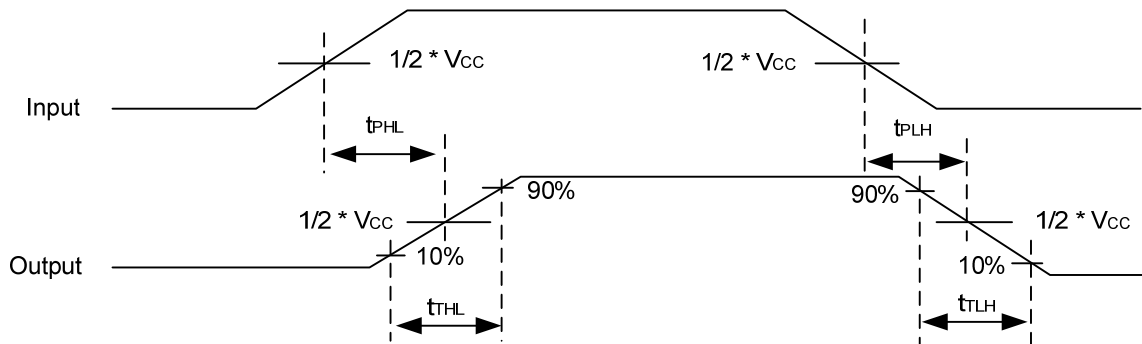 1/2 * VCC
1/2 * VCC
Input
tPHL
tPLH
90%
90%
1/2 * VCC
1/2 * VCC
10%
10%
Output
tTHL
tTLH